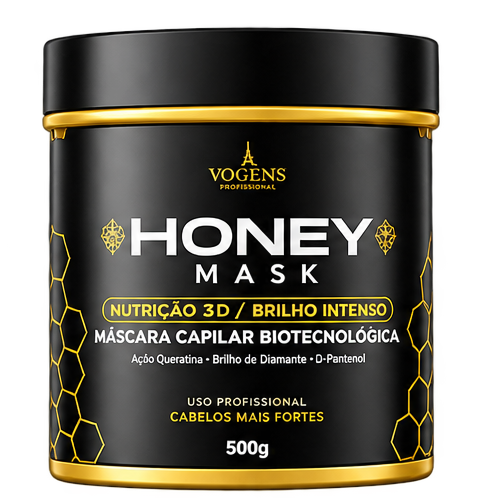 VOGENS
PROFISSIONAL
HONEY
MASK
NUTRIÇÃO 3D / BRILHO INTENSO
MÁSCARA CAPILAR BIOTECNOLÓGICA
Ação Queratina • Brilho de Diamante • D-Pantenol
USO PROFISSIONAL
CABELOS MAIS FORTES
500g